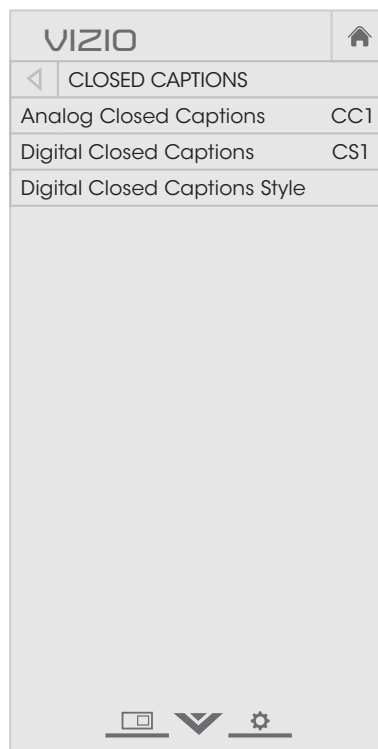 VIZIO
CLOSED CAPTIONS
Analog Closed Captions CC1
Digital Closed Captions CS1
Digital Closed Captions Style